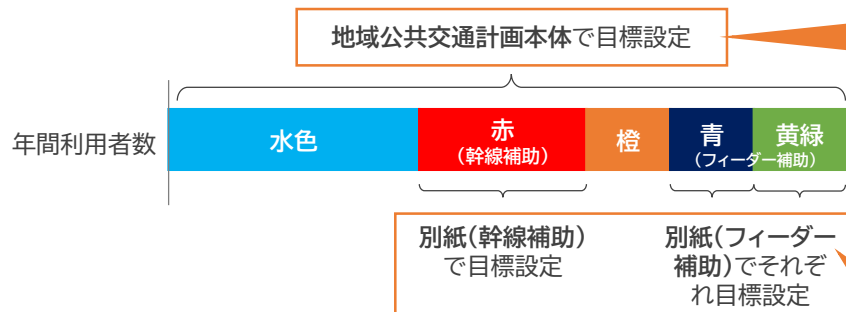 地域公共交通計画本体で目標設定
年間利用者数
水色
赤
(幹線補助)
橙
青
黄緑
(フィーダー補助)
別紙(幹線補助)
で目標設定
別紙(フィーダー
補助)でそれぞ
れ目標設定